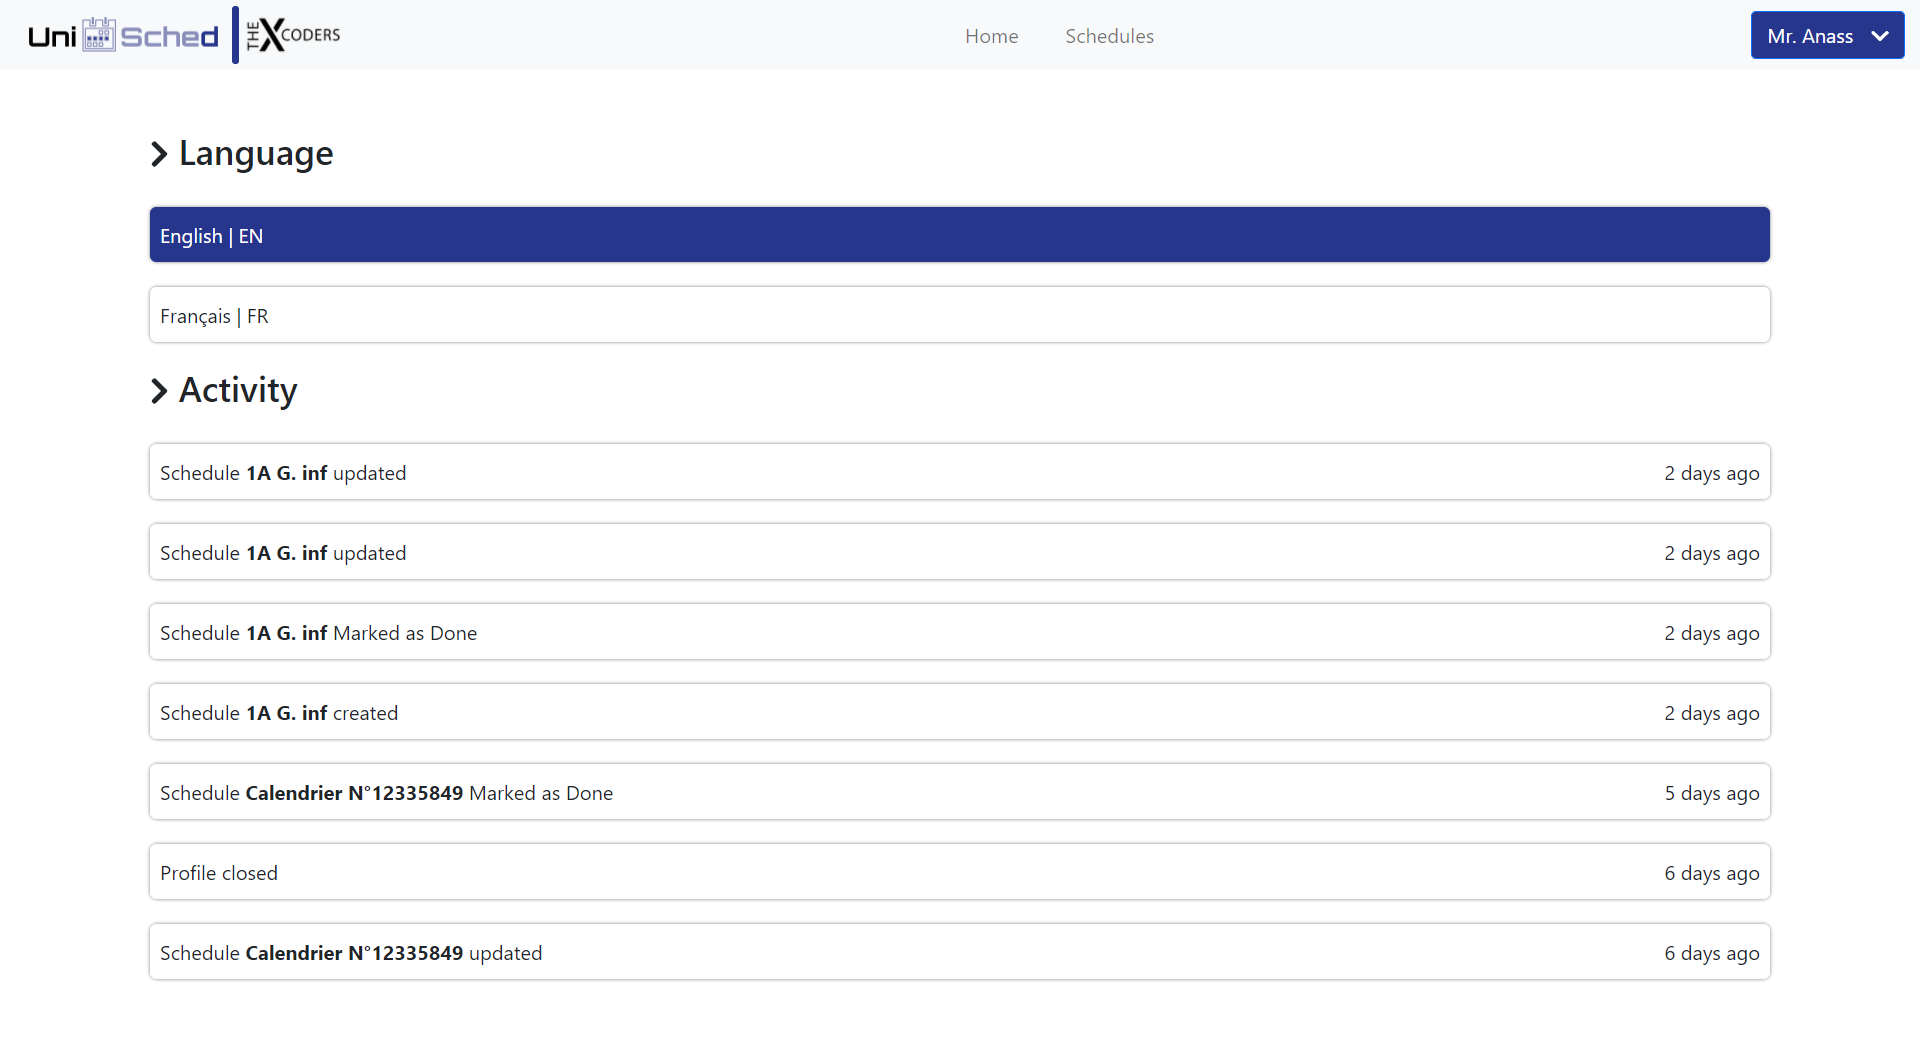 Uni Sched THE X CODERS Home Schedules Mr. Anass
Language
English | EN
Français | FR
Activity
Schedule 1A G. inf updated 2 days ago
Schedule 1A G. inf updated 2 days ago
Schedule 1A G. inf Marked as Done 2 days ago
Schedule 1A G. inf created 2 days ago
Schedule Calendrier N°12335849 Marked as Done 5 days ago
Profile closed 6 days ago
Schedule Calendrier N°12335849 updated 6 days ago